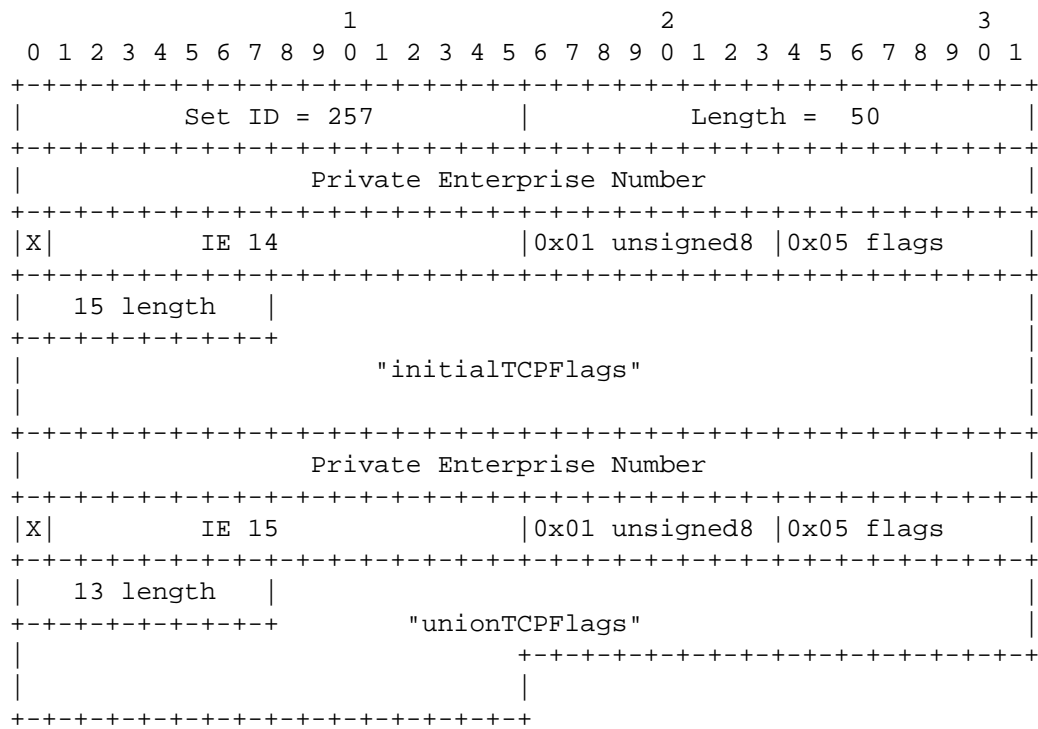 1                   2                   3
 0 1 2 3 4 5 6 7 8 9 0 1 2 3 4 5 6 7 8 9 0 1 2 3 4 5 6 7 8 9 0 1
+-+-+-+-+-+-+-+-+-+-+-+-+-+-+-+-+-+-+-+-+-+-+-+-+-+-+-+-+-+-+-+-+
|          Set ID = 257         |          Length =  50         |
+-+-+-+-+-+-+-+-+-+-+-+-+-+-+-+-+-+-+-+-+-+-+-+-+-+-+-+-+-+-+-+-+
|                  Private Enterprise Number                    |
+-+-+-+-+-+-+-+-+-+-+-+-+-+-+-+-+-+-+-+-+-+-+-+-+-+-+-+-+-+-+-+-+
|X|         IE 14               |0x01 unsigned8 |0x05 flags     |
+-+-+-+-+-+-+-+-+-+-+-+-+-+-+-+-+-+-+-+-+-+-+-+-+-+-+-+-+-+-+-+-+
|   15 length   |                                               |
+-+-+-+-+-+-+-+-+                                               |
|                      "initialTCPFlags"                        |
|                                                               |
+-+-+-+-+-+-+-+-+-+-+-+-+-+-+-+-+-+-+-+-+-+-+-+-+-+-+-+-+-+-+-+-+
|                  Private Enterprise Number                    |
+-+-+-+-+-+-+-+-+-+-+-+-+-+-+-+-+-+-+-+-+-+-+-+-+-+-+-+-+-+-+-+-+
|X|         IE 15               |0x01 unsigned8 |0x05 flags     |
+-+-+-+-+-+-+-+-+-+-+-+-+-+-+-+-+-+-+-+-+-+-+-+-+-+-+-+-+-+-+-+-+
|   13 length   |                                               |
+-+-+-+-+-+-+-+-+        "unionTCPFlags"                        |
|                               +-+-+-+-+-+-+-+-+-+-+-+-+-+-+-+-+
|                               |
+-+-+-+-+-+-+-+-+-+-+-+-+-+-+-+-+